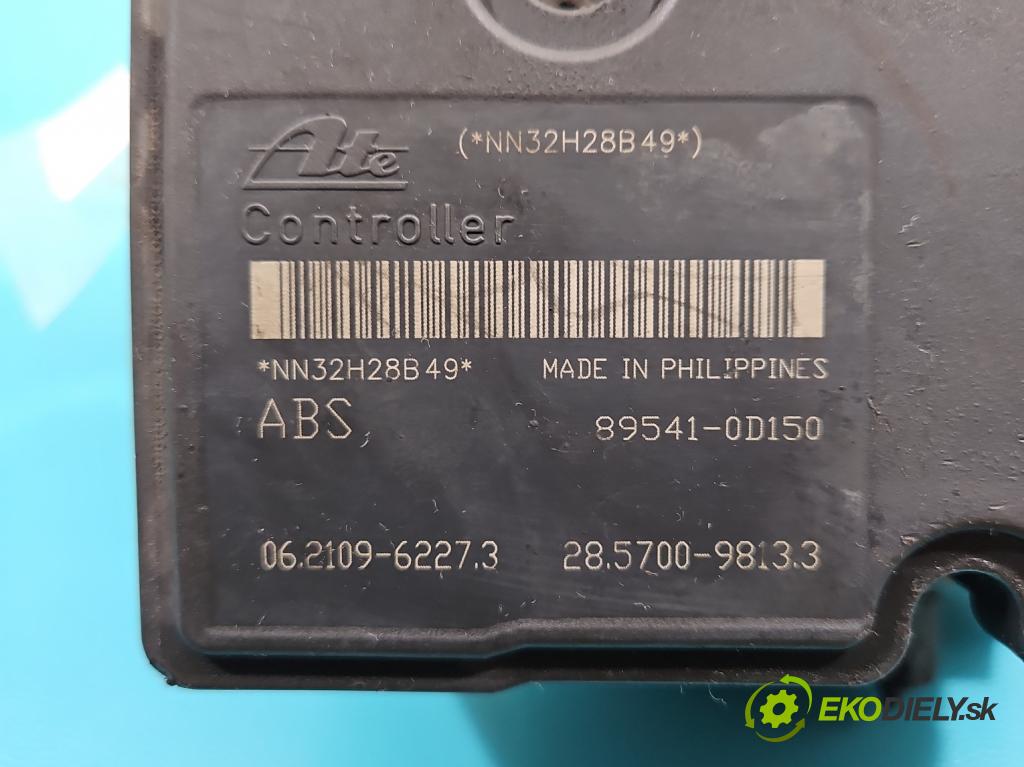 Ate (*NN32H28B49*)
Controller
*NN32H28B49* MADE IN PHILIPPINES
ABS 89541-0D150
06.2109-6227.3 28.5700-9813.3
EKODIELY.sk